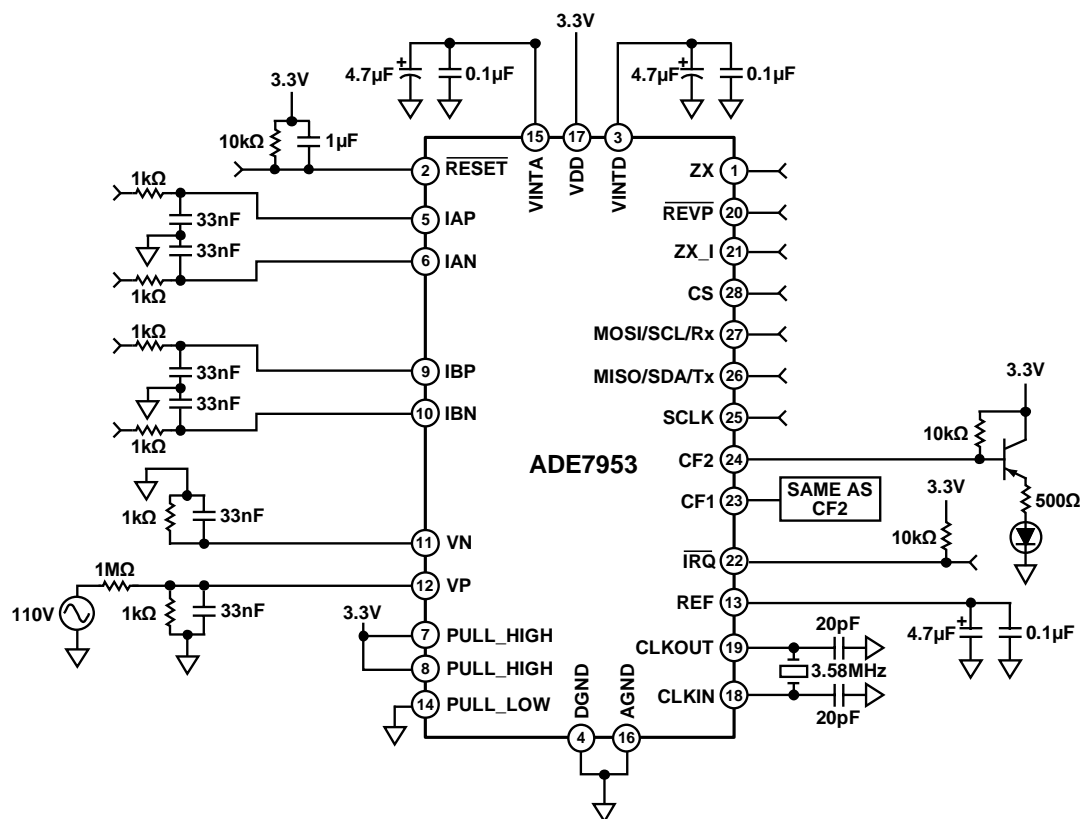 3.3V
4.7µF
+
0.1µF
4.7µF
+
0.1µF
3.3V
10kΩ
1µF
15
17
3
VINTA
VDD
VINTD
2
RESET
1kΩ
33nF
5
IAP
33nF
6
IAN
1kΩ
1kΩ
33nF
9
IBP
33nF
10
IBN
1kΩ
1kΩ
33nF
11
VN
1MΩ
12
VP
110V
1kΩ
33nF
3.3V
7
PULL_HIGH
8
PULL_HIGH
14
PULL_LOW
ADE7953
DGND
AGND
4
16
ZX
1
REVP
20
ZX_I
21
CS
28
MOSI/SCL/Rx
27
MISO/SDA/Tx
26
SCLK
25
CF2
24
3.3V
10kΩ
500Ω
CF1
23
SAME AS
CF2
3.3V
10kΩ
IRQ
22
REF
13
4.7µF
+
0.1µF
CLKOUT
19
20pF
3.58MHz
CLKIN
18
20pF